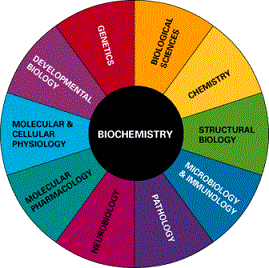 BIOCHEMISTRY
GENETICS
BIOLOGICAL
SCIENCES
CHEMISTRY
STRUCTURAL
BIOLOGY
MICROBIOLOGY
& IMMUNOLOGY
PATHOLOGY
NEUROBIOLOGY
MOLECULAR
PHARMACOLOGY
MOLECULAR &
CELLULAR
PHYSIOLOGY
DEVELOPMENTAL
BIOLOGY